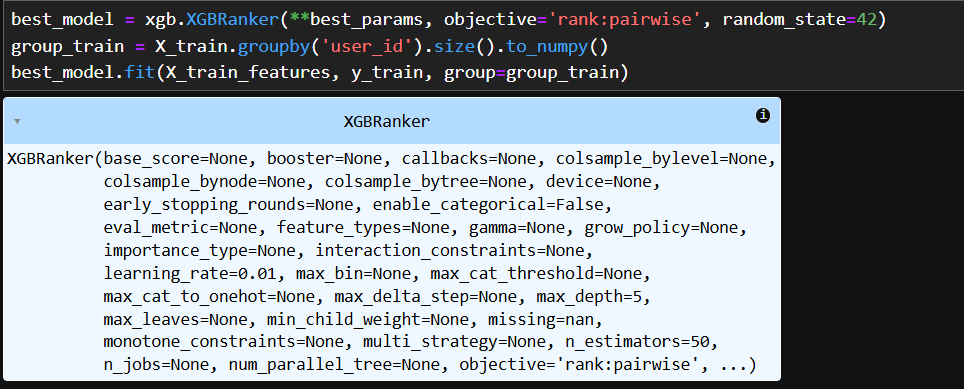 best_model = xgb.XGBRanker(**best_params, objective='rank:pairwise', random_state=42)
group_train = X_train.groupby('user_id').size().to_numpy()
best_model.fit(X_train_features, y_train, group=group_train)
XGBRanker
i
XGBRanker(base_score=None, booster=None, callbacks=None, colsample_bylevel=None,
colsample_bynode=None, colsample_bytree=None, device=None,
early_stopping_rounds=None, enable_categorical=False,
eval_metric=None, feature_types=None, gamma=None, grow_policy=None,
importance_type=None, interaction_constraints=None,
learning_rate=0.01, max_bin=None, max_cat_threshold=None,
max_cat_to_onehot=None, max_delta_step=None, max_depth=5,
max_leaves=None, min_child_weight=None, missing=nan,
monotone_constraints=None, multi_strategy=None, n_estimators=50,
n_jobs=None, num_parallel_tree=None, objective='rank:pairwise', ...)